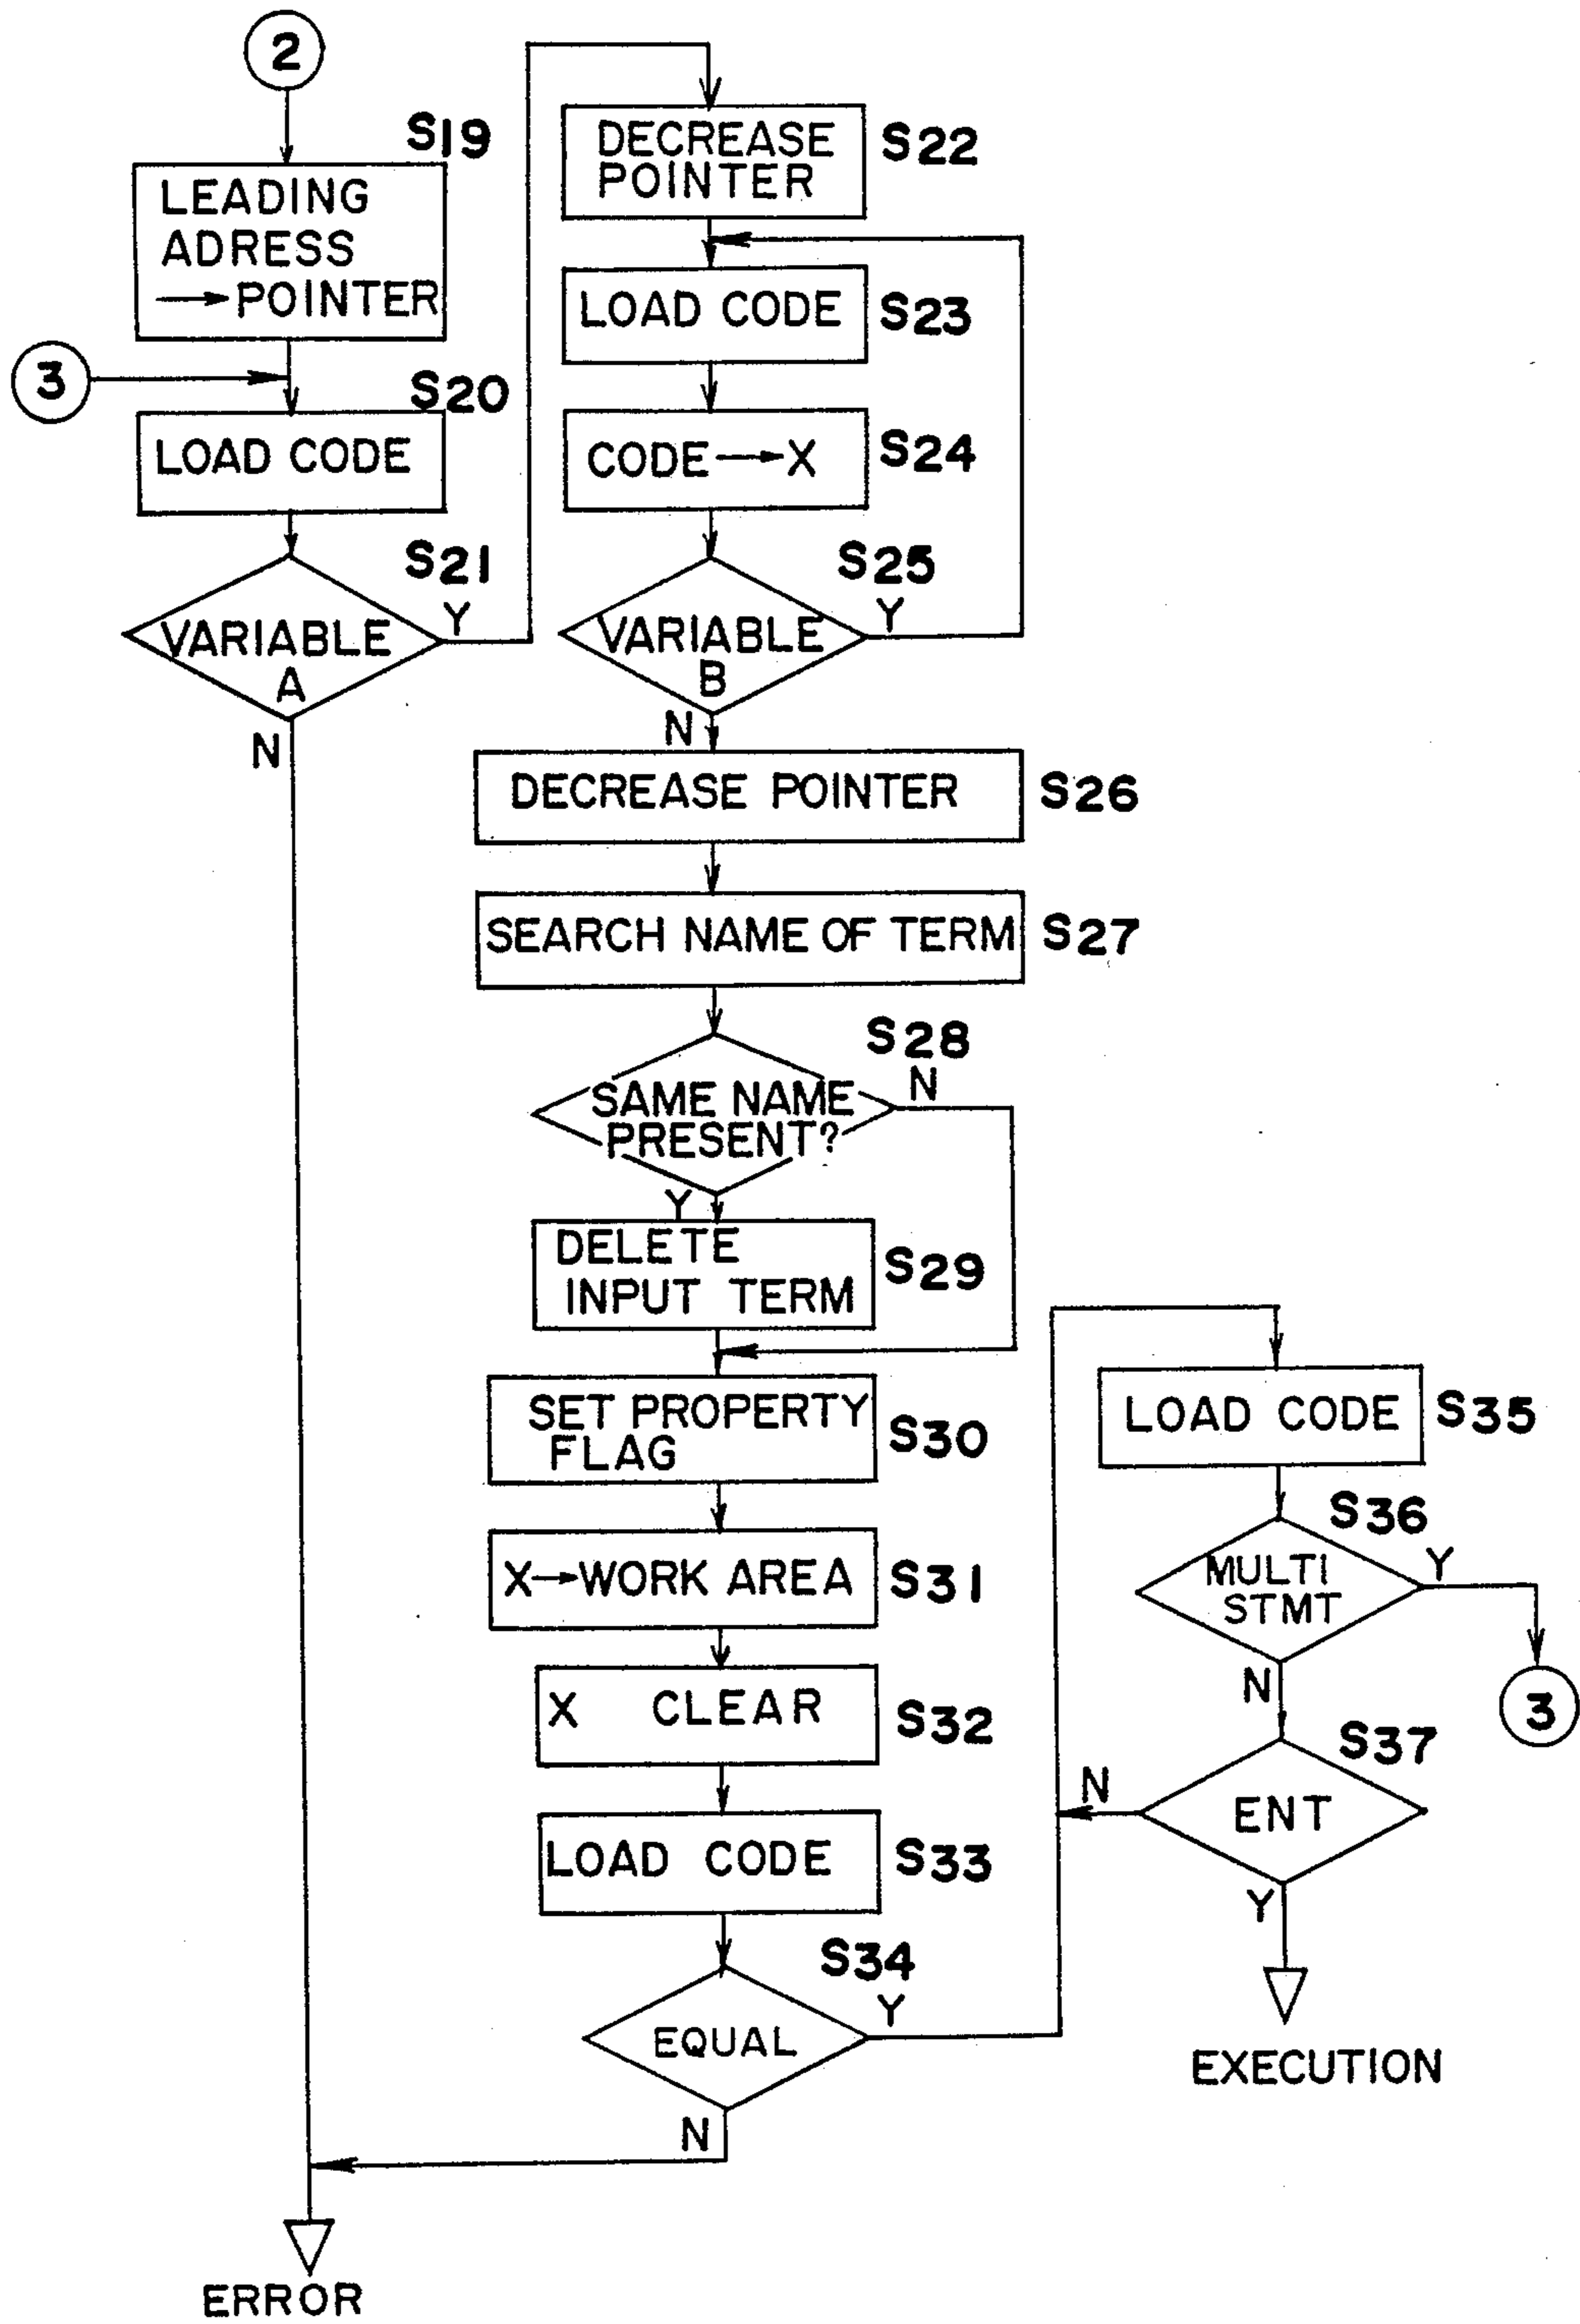 2
S19
LEADING
ADRESS
→POINTER
3
S20
LOAD CODE
S21
VARIABLE
A
Y
N
DECREASE
POINTER
S22
LOAD CODE
S23
CODE→X
S24
S25
VARIABLE
B
Y
N
DECREASE POINTER
S26
SEARCH NAME OF TERM
S27
S28
SAME NAME
PRESENT?
N
Y
DELETE
INPUT TERM
S29
SET PROPERTY
FLAG
S30
X→WORK AREA
S31
X CLEAR
S32
LOAD CODE
S33
S34
EQUAL
Y
N
LOAD CODE
S35
S36
MULTI
STMT
Y
N
3
S37
ENT
N
Y
EXECUTION
ERROR